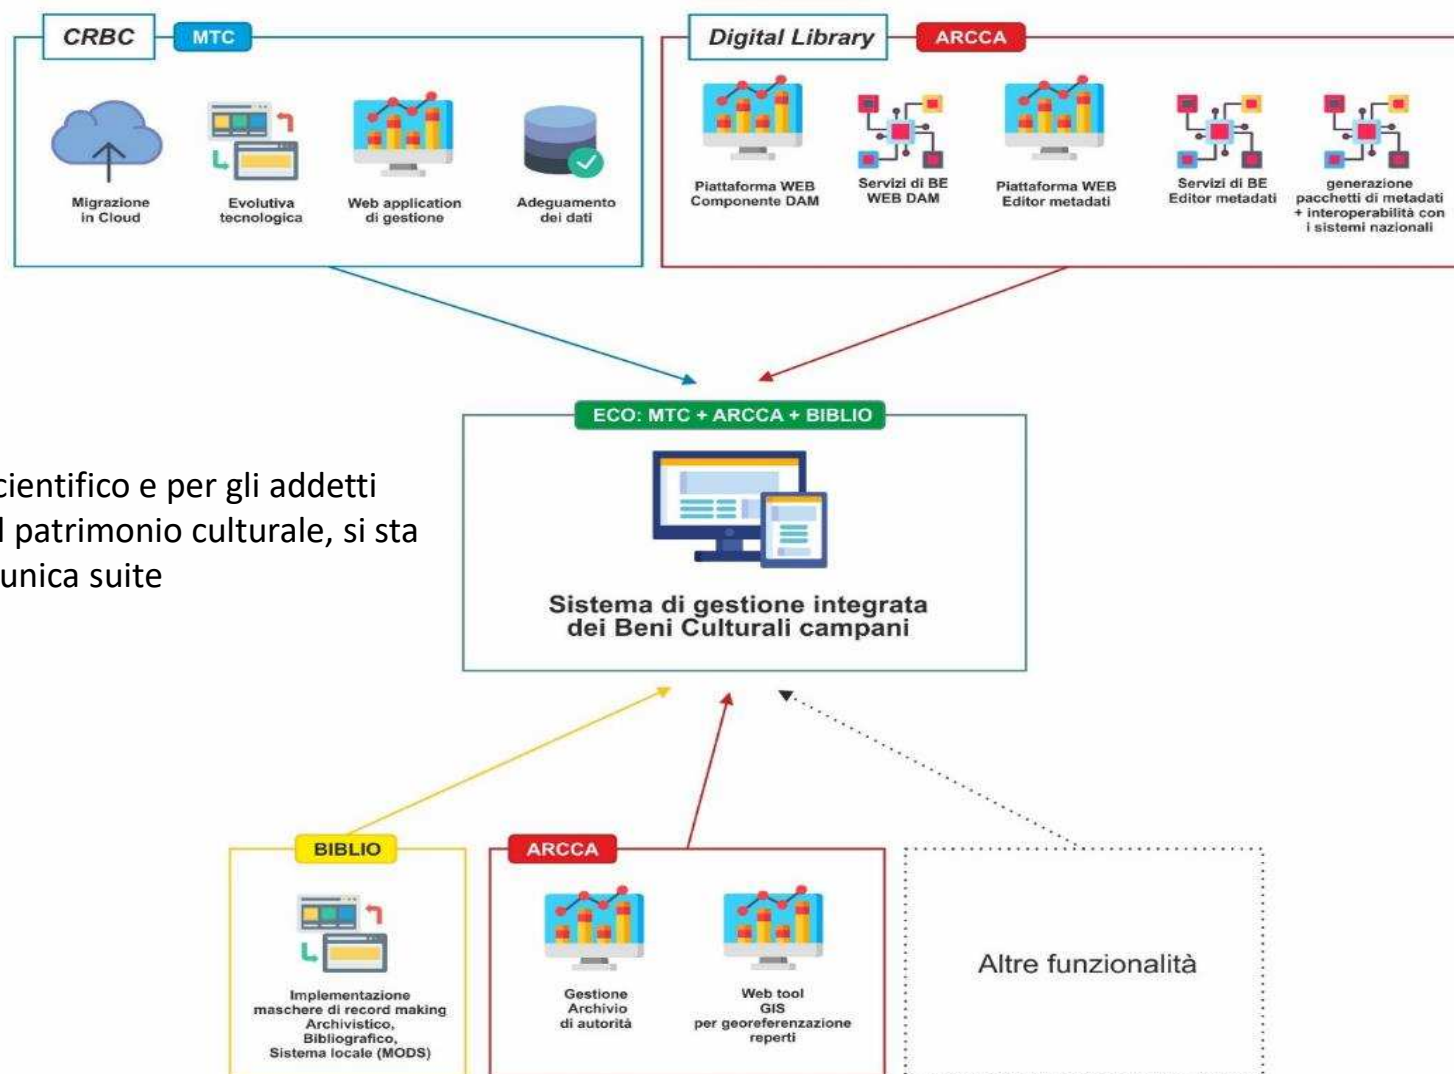 CRBC
MTC
Migrazione
in Cloud
Evolutiva
tecnologica
Web application
di gestione
Adeguamento
dei dati
Digital Library
ARCCA
Piattaforma WEB
Componente DAM
Servizi di BE
WEB DAM
Piattaforma WEB
Editor metadati
Servizi di BE
Editor metadati
generazione
pacchetti di metadati
+ interoperabilità con
i sistemi nazionali
cientifico e per gli addetti
l patrimonio culturale, si sta
unica suite
ECO: MTC + ARCCA + BIBLIO
Sistema di gestione integrata
dei Beni Culturali campani
BIBLIO
Implementazione
maschere di record making
Archivistico,
Bibliografico,
Sistema locale (MODS)
ARCCA
Gestione
Archivio
di autorità
Web tool
GIS
per georeferenzazione
reperti
Altre funzionalità